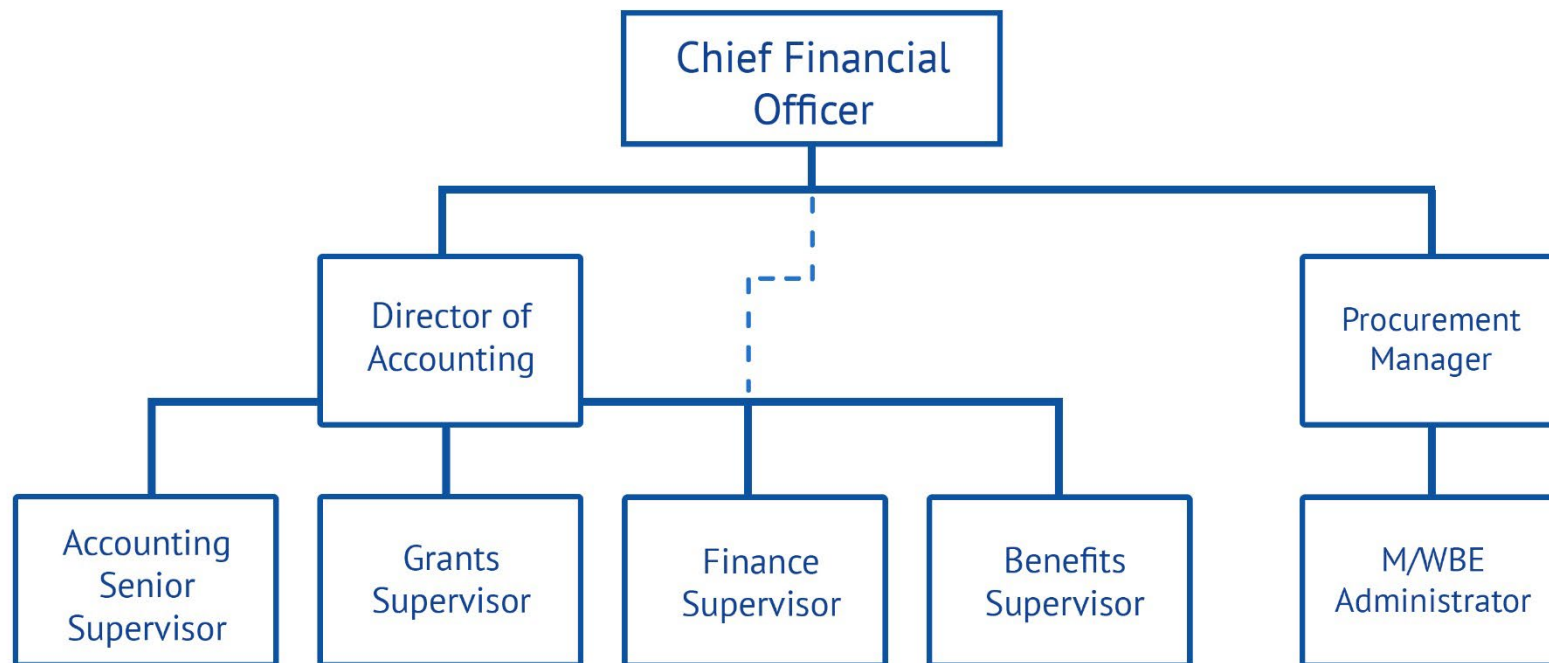 Chief Financial
Officer
Director of
Accounting
Procurement
Manager
Accounting
Senior
Supervisor
Grants
Supervisor
Finance
Supervisor
Benefits
Supervisor
M/WBE
Administrator